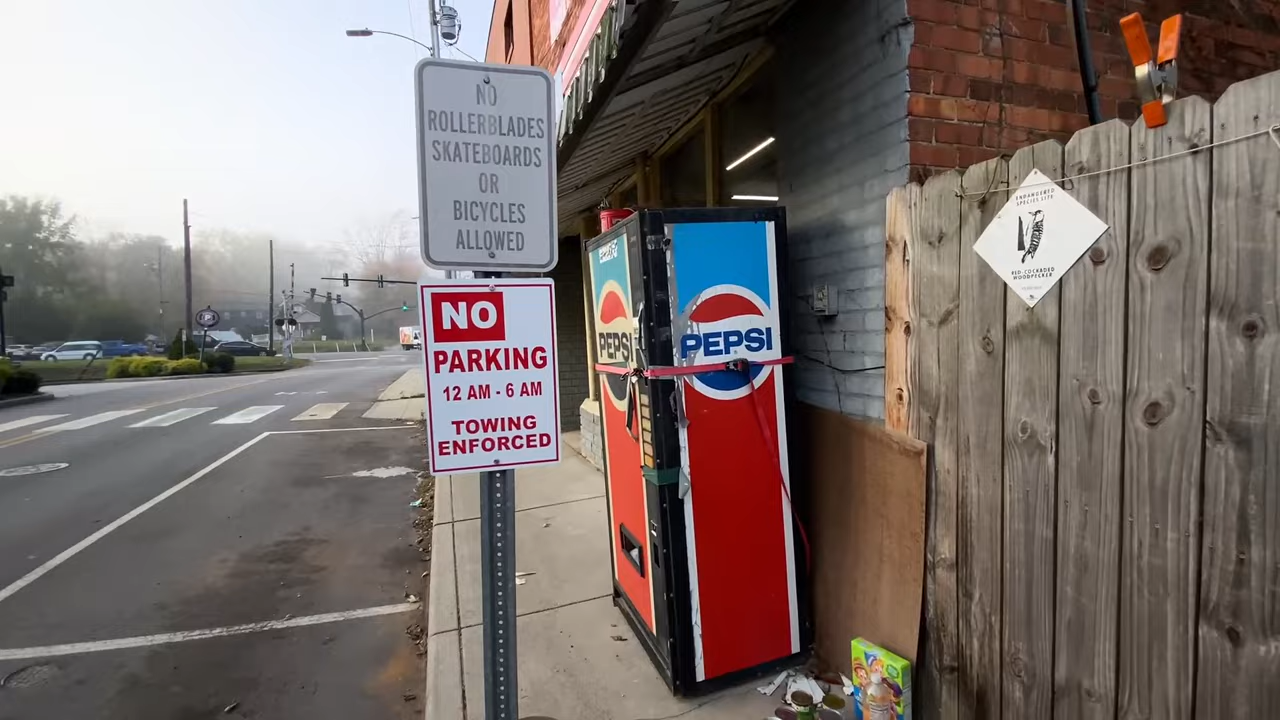 NO
ROLLERBLADES
SKATEBOARDS
OR
BICYCLES
ALLOWED
NO
PARKING
12 AM - 6 AM
TOWING
ENFORCED
PEPSI
PEPSI
ENDANGERED
SPECIES SITE
RED-COCKADED
WOODPECKER